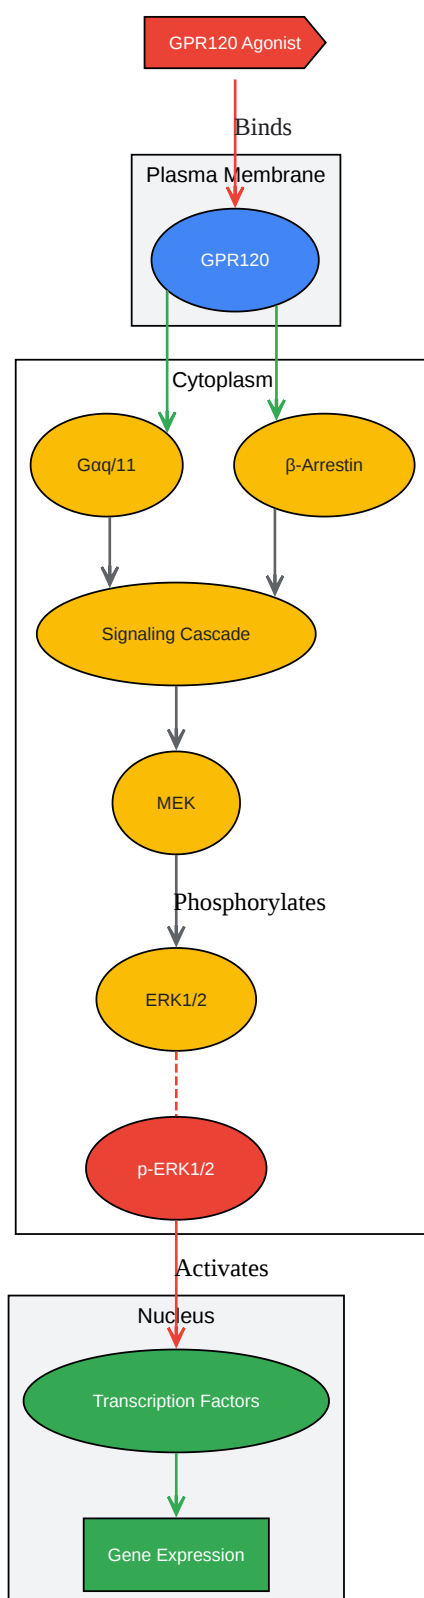 GPR120 Agonist
Binds
Plasma Membrane
GPR120
Cytoplasm
Gαq/11
β-Arrestin
Signaling Cascade
MEK
Phosphorylates
ERK1/2
p-ERK1/2
Activates
Nucleus
Transcription Factors
Gene Expression